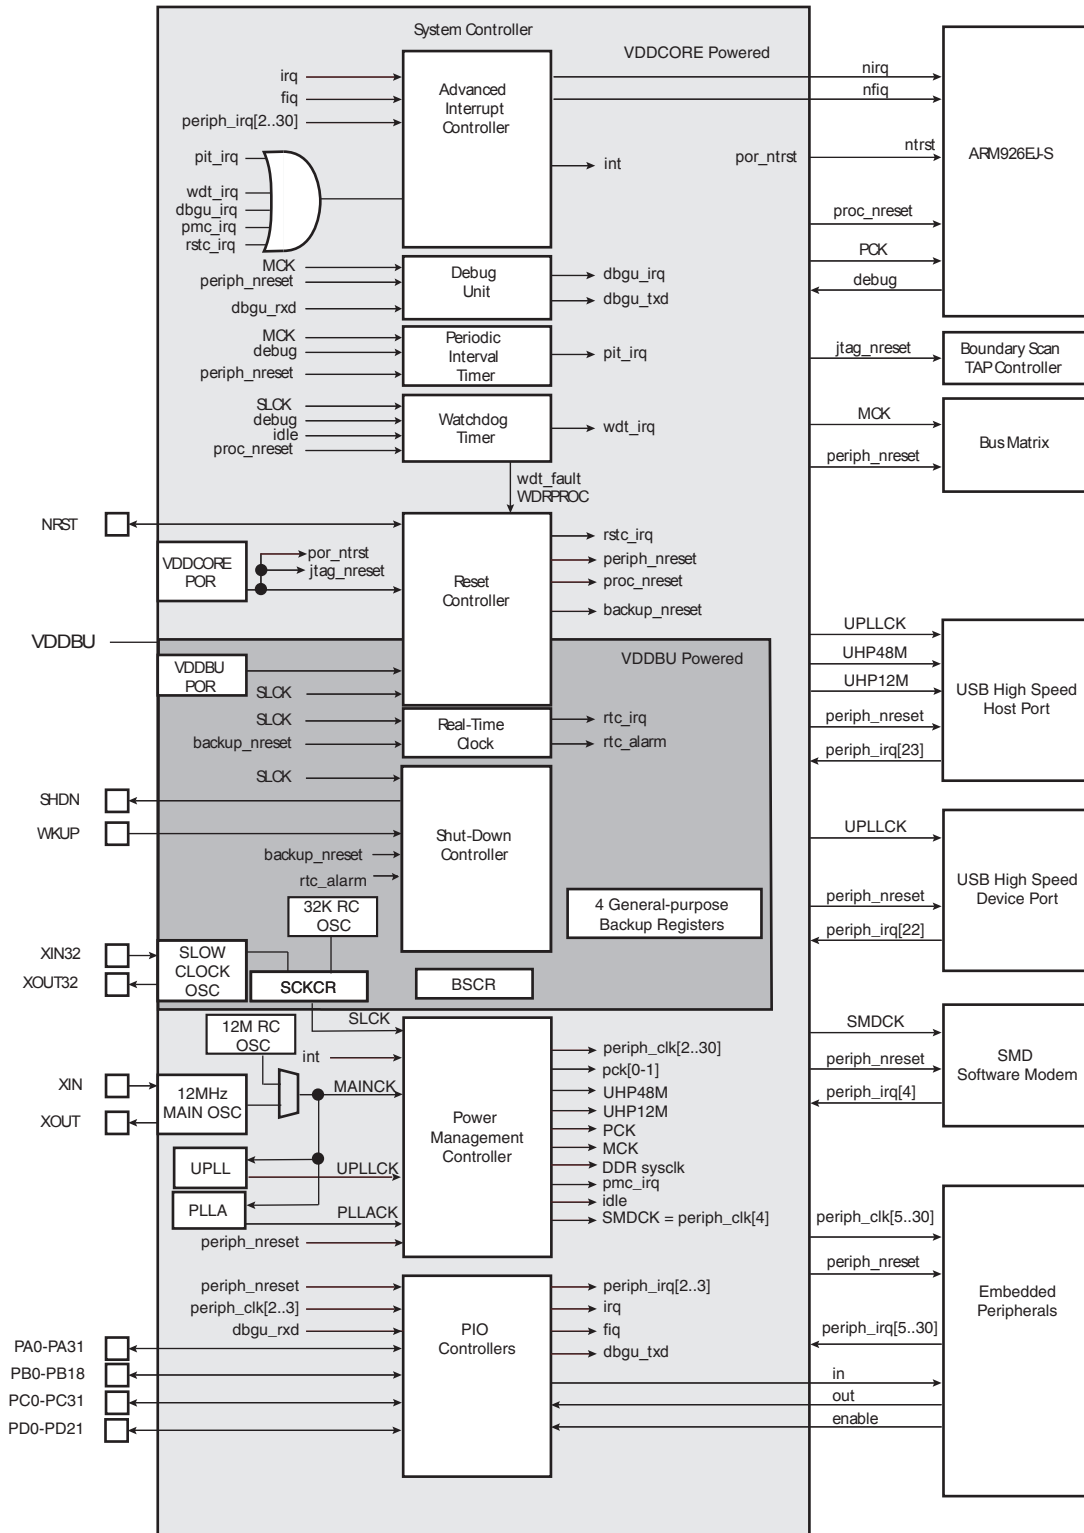 System Controller
VDDCORE Powered
irq
fiq
periph_irq[2..30]
pit_irq
wdt_irq
dbgu_irq
pmc_irq
rstc_irq
Advanced
Interrupt
Controller
int
por_ntrst
nirq
nfiq
ntrst
proc_nreset
PCK
debug
ARM926EJ-S
MCK
periph_nreset
dbgu_rxd
Debug
Unit
dbgu_irq
dbgu_txd
MCK
debug
periph_nreset
Periodic
Interval
Timer
pit_irq
jtag_nreset
Boundary Scan
TAP Controller
SLCK
debug
idle
proc_nreset
Watchdog
Timer
wdt_irq
MCK
periph_nreset
Bus Matrix
wdt_fault
WDRPROC
NRST
VDDCORE
POR
por_ntrst
jtag_nreset
Reset
Controller
rstc_irq
periph_nreset
proc_nreset
backup_nreset
VDDBU
VDDBU
POR
SLCK
VDDBU Powered
UPLLCK
UHP48M
UHP12M
periph_nreset
periph_irq[23]
USB High Speed
Host Port
SLCK
backup_nreset
Real-Time
Clock
rtc_irq
rtc_alarm
SLCK
SHDN
WKUP
backup_nreset
rtc_alarm
Shut-Down
Controller
4 General-purpose
Backup Registers
UPLLCK
periph_nreset
periph_irq[22]
USB High Speed
Device Port
32K RC
OSC
XIN32
XOUT32
SLOW
CLOCK
OSC
SCKCR
BSCR
SLCK
12M RC
OSC
int
XIN
XOUT
12MHz
MAIN OSC
MAINCK
UPLL
UPLLCK
PLLA
PLLACK
periph_nreset
Power
Management
Controller
periph_clk[2..30]
pck[0-1]
UHP48M
UHP12M
PCK
MCK
DDR sysclk
pmc_irq
idle
SMDCK = periph_clk[4]
SMDCK
periph_nreset
periph_irq[4]
SMD
Software Modem
periph_nreset
periph_clk[2..3]
dbgu_rxd
PA0-PA31
PB0-PB18
PC0-PC31
PD0-PD21
PIO
Controllers
periph_irq[2..3]
irq
fiq
dbgu_txd
periph_clk[5..30]
periph_nreset
periph_irq[5..30]
in
out
enable
Embedded
Peripherals